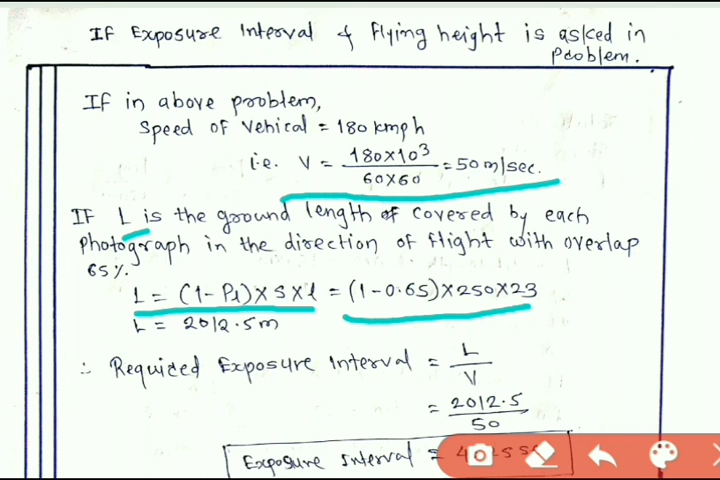 If Exposure Interval & flying height is asked in
Problem.
If in above problem,
Speed of vehical = 180 kmph
i.e. V = 180×10³ / 60×60 = 50 m/sec.
If L is the ground length of covered by each
photograph in the direction of flight with overlap
65%.
L = (1-Pl)×S×l = (1-0.65)×250×23
L = 2012.5m
∴ Required Exposure Interval = L / V
= 2012.5 / 50
Exposure Interval =